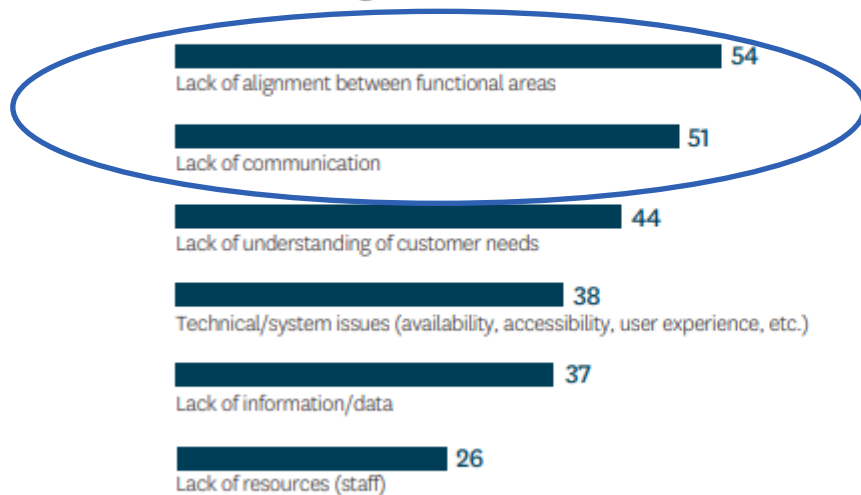 54
Lack of alignment between functional areas
51
Lack of communication
44
Lack of understanding of customer needs
38
Technical/system issues (availability, accessibility, user experience, etc.)
37
Lack of information/data
26
Lack of resources (staff)